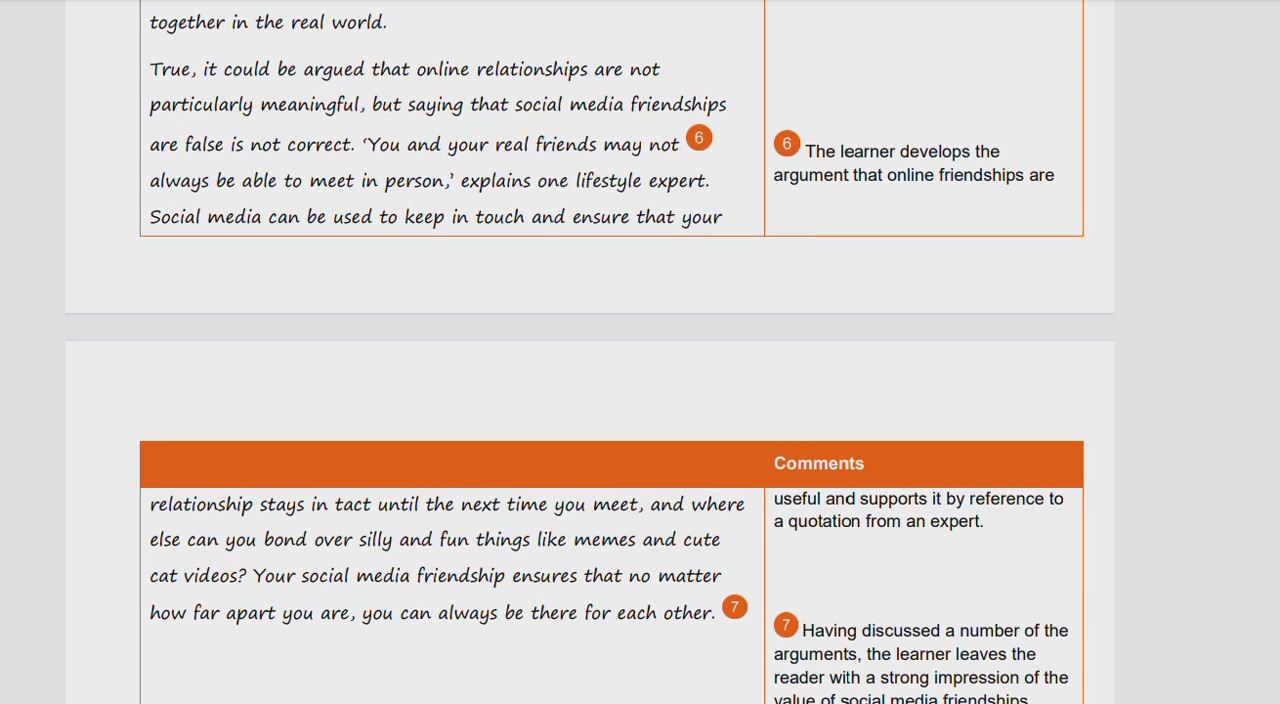 together in the real world.
True, it could be argued that online relationships are not
particularly meaningful, but saying that social media friendships
are false is not correct. ‘You and your real friends may not 6
always be able to meet in person,’ explains one lifestyle expert.
Social media can be used to keep in touch and ensure that your
6 The learner develops the
argument that online friendships are
Comments
relationship stays in tact until the next time you meet, and where
else can you bond over silly and fun things like memes and cute
cat videos? Your social media friendship ensures that no matter
how far apart you are, you can always be there for each other. 7
useful and supports it by reference to
a quotation from an expert.
7 Having discussed a number of the
arguments, the learner leaves the
reader with a strong impression of the
value of social media friendships